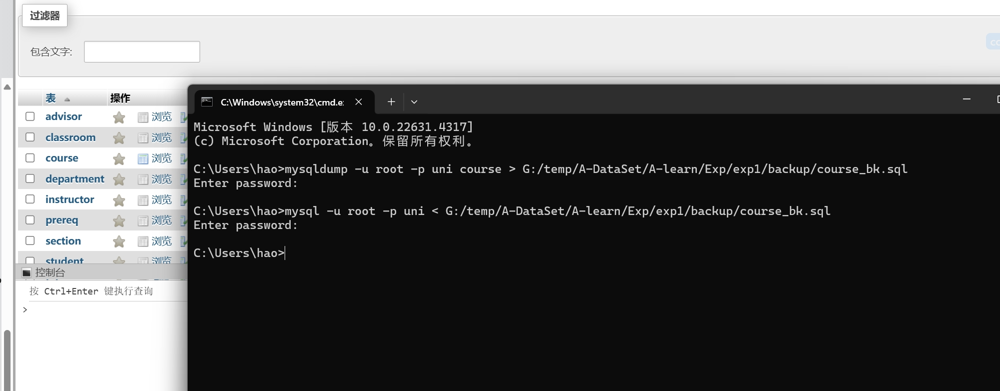 过滤器
包含文字:
表 操作
advisor 浏览
classroom 浏览
course 浏览
department 浏览
instructor 浏览
prereq 浏览
section 浏览
student 浏览
控制台
按 Ctrl+Enter 键执行查询
>
C:\Windows\system32\cmd.e
Microsoft Windows [版本 10.0.22631.4317]
(c) Microsoft Corporation。保留所有权利。
C:\Users\hao>mysqldump -u root -p uni course > G:/temp/A-DataSet/A-learn/Exp/exp1/backup/course_bk.sql
Enter password:
C:\Users\hao>mysql -u root -p uni < G:/temp/A-DataSet/A-learn/Exp/exp1/backup/course_bk.sql
Enter password:
C:\Users\hao>